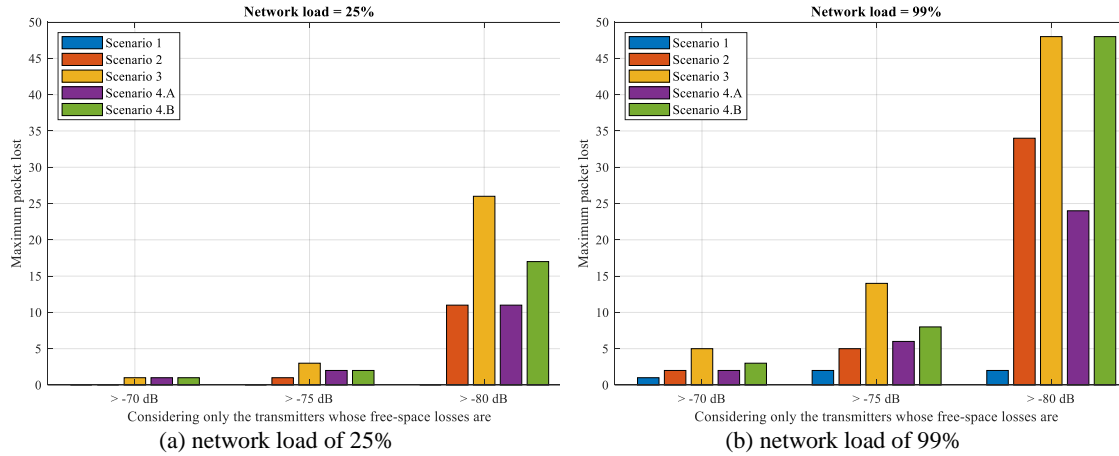 Network load = 25%
50
45
40
35
30
25
20
15
10
5
0
Maximum packet lost
Scenario 1
Scenario 2
Scenario 3
Scenario 4.A
Scenario 4.B
> -70 dB
> -75 dB
> -80 dB
Considering only the transmitters whose free-space losses are
(a) network load of 25%
Network load = 99%
50
45
40
35
30
25
20
15
10
5
0
Maximum packet lost
Scenario 1
Scenario 2
Scenario 3
Scenario 4.A
Scenario 4.B
> -70 dB
> -75 dB
> -80 dB
Considering only the transmitters whose free-space losses are
(b) network load of 99%